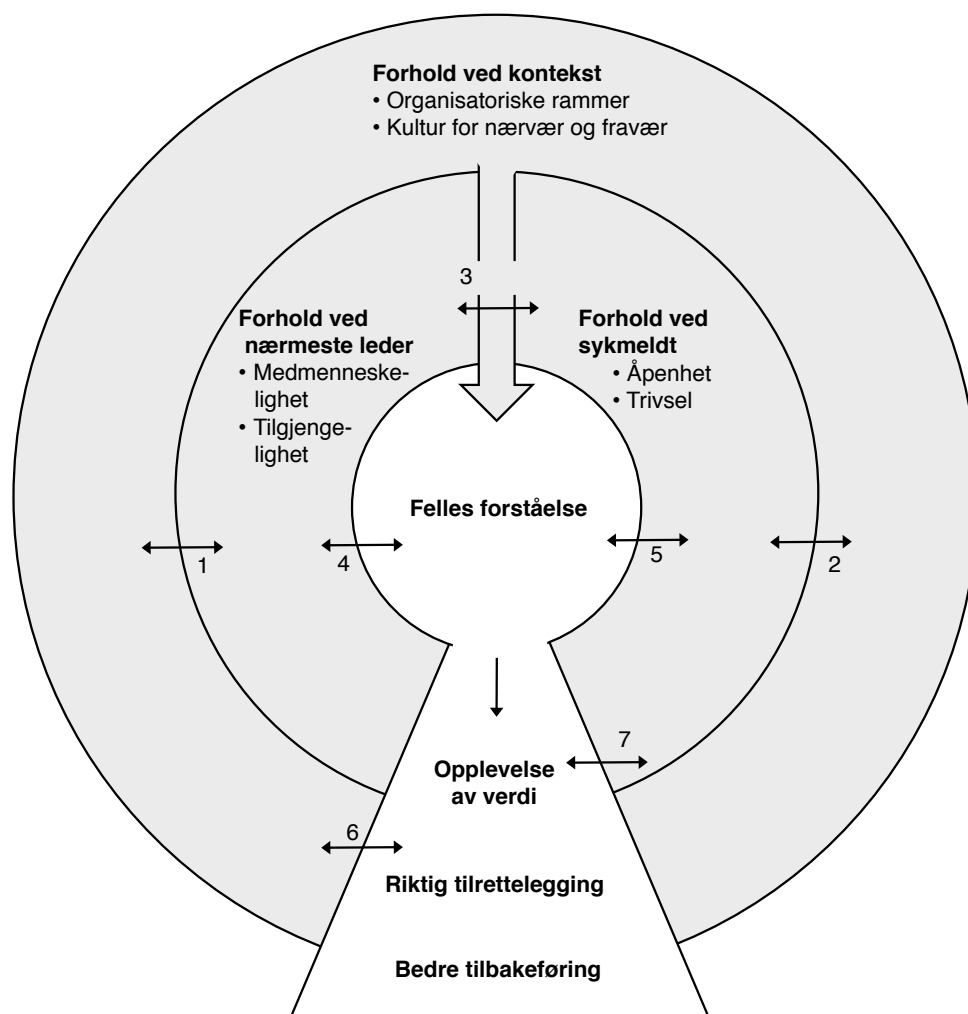 Forhold ved kontekst
• Organisatoriske rammer
• Kultur for nærvær og fravær
3
Forhold ved
nærmeste leder
• Medmenneske-
lighet
• Tilgjenge-
lighet
Forhold ved
sykmeldt
• Åpenhet
• Trivsel
Felles forståelse
1
4
5
2
7
Opplevelse
av verdi
6
Riktig tilrettelegging
Bedre tilbakeføring